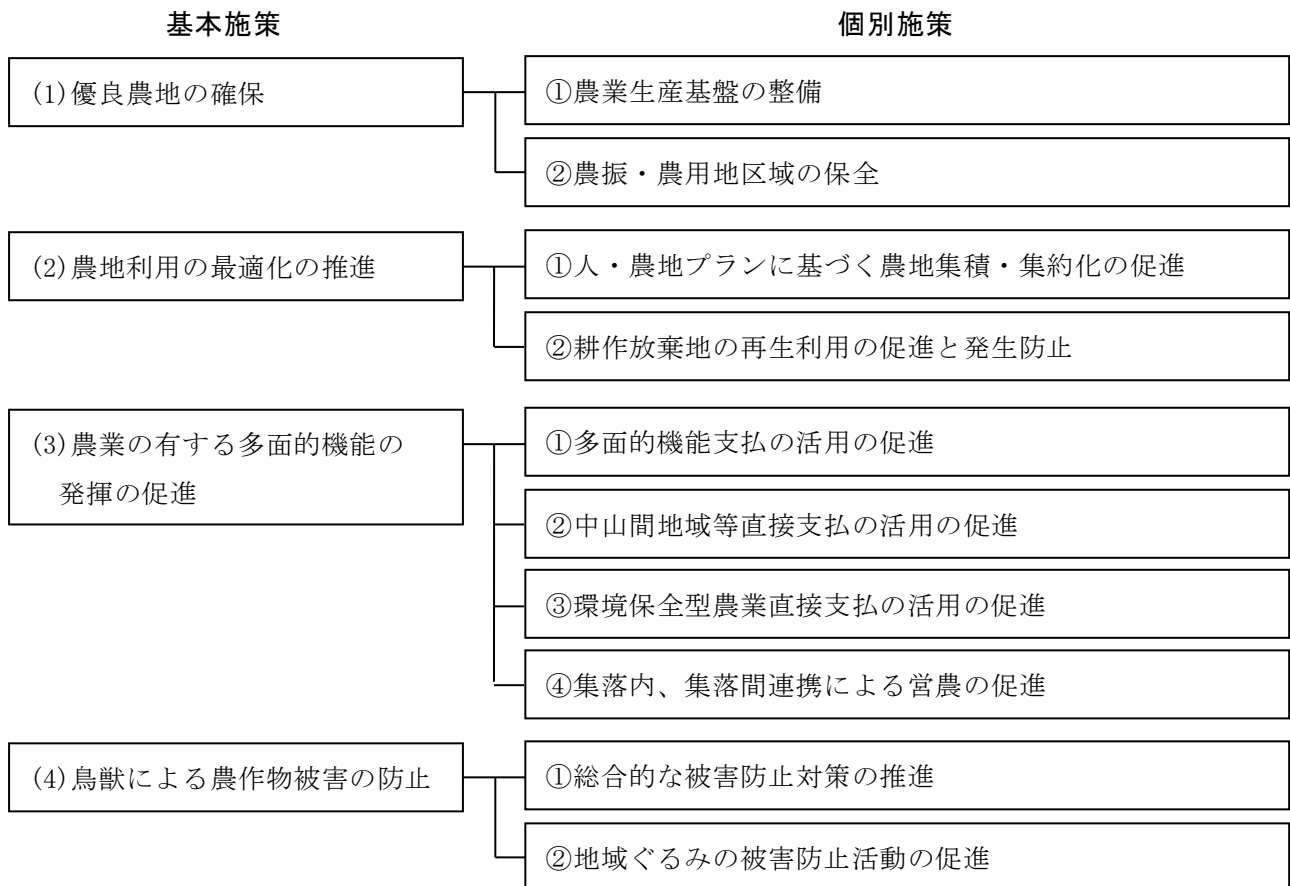 基本施策
個別施策
(1)優良農地の確保
①農業生産基盤の整備
②農振・農用地区域の保全
(2)農地利用の最適化の推進
①人・農地プランに基づく農地集積・集約化の促進
②耕作放棄地の再生利用の促進と発生防止
(3)農業の有する多面的機能の
発揮の促進
①多面的機能支払の活用の促進
②中山間地域等直接支払の活用の促進
③環境保全型農業直接支払の活用の促進
④集落内、集落間連携による営農の促進
(4)鳥獣による農作物被害の防止
①総合的な被害防止対策の推進
②地域ぐるみの被害防止活動の促進